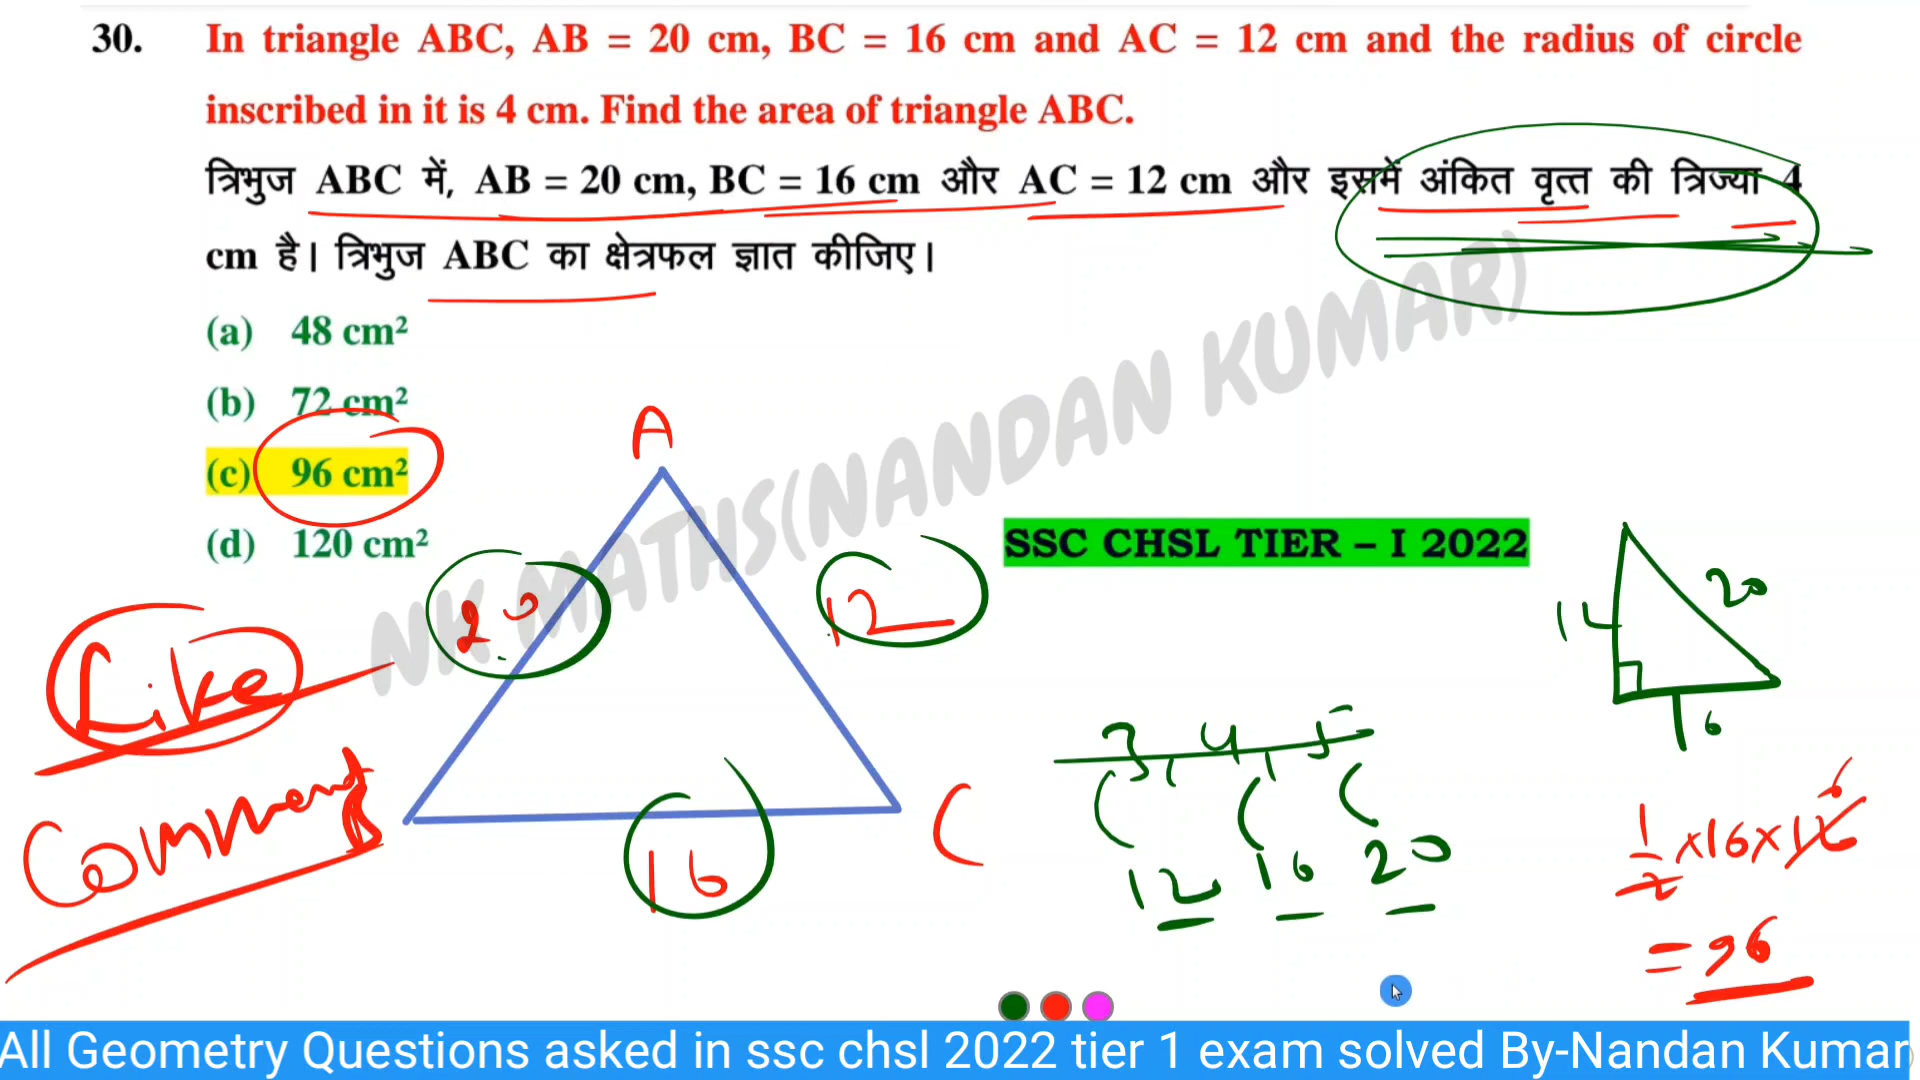 30. In triangle ABC, AB = 20 cm, BC = 16 cm and AC = 12 cm and the radius of circle
inscribed in it is 4 cm. Find the area of triangle ABC.
त्रिभुज ABC में, AB = 20 cm, BC = 16 cm और AC = 12 cm और इसमें अंकित वृत्त की त्रिज्या 4
cm है। त्रिभुज ABC का क्षेत्रफल ज्ञात कीजिए।
(a) 48 cm²
(b) 72 cm²
(c) 96 cm²
(d) 120 cm²
NK MATHS(NANDAN KUMAR)
SSC CHSL TIER – I 2022
A
20
12
16
C
Like
Comment
3, 4, 5
12 16 20
12
20
16
1/2 × 16 × 12 6
= 96
All Geometry Questions asked in ssc chsl 2022 tier 1 exam solved By-Nandan Kumar